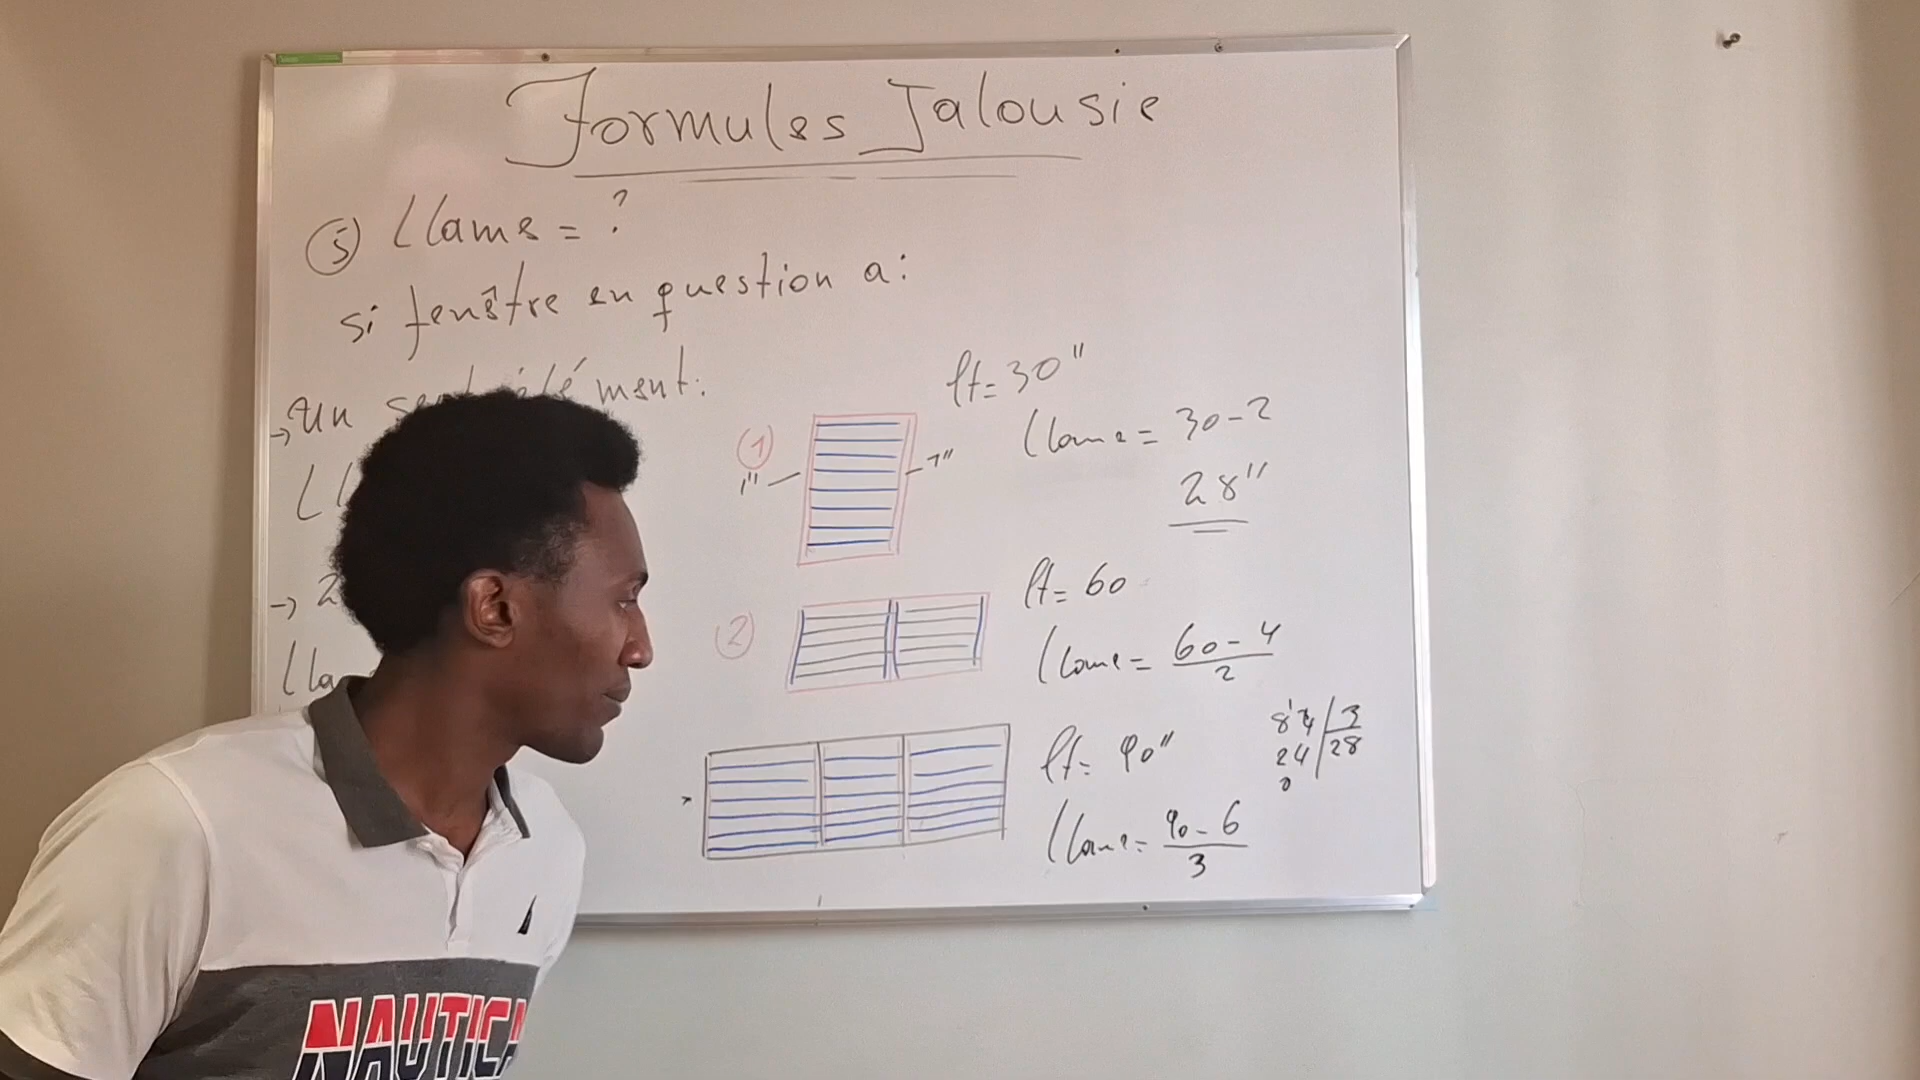 Formules Jalousie
5 Llame = ?
si fenêtre en question a:
→ Un élément:
lf = 30"
Llame = 30 - 2
28"
1
1" 1"
→ 2
2
lf = 60
Llame = 60 - 4
2
Lla
lf = 90"
84 3
24 28
0
Llame = 90 - 6
3
NAUTICA